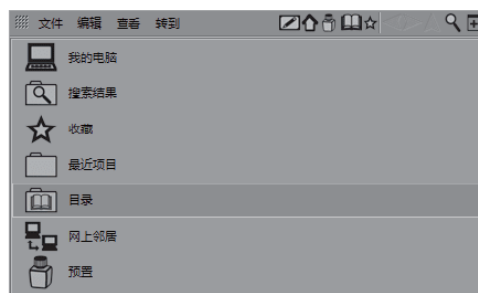 文件 编辑 查看 转到
我的电脑
搜索结果
收藏
最近项目
目录
网上邻居
预置